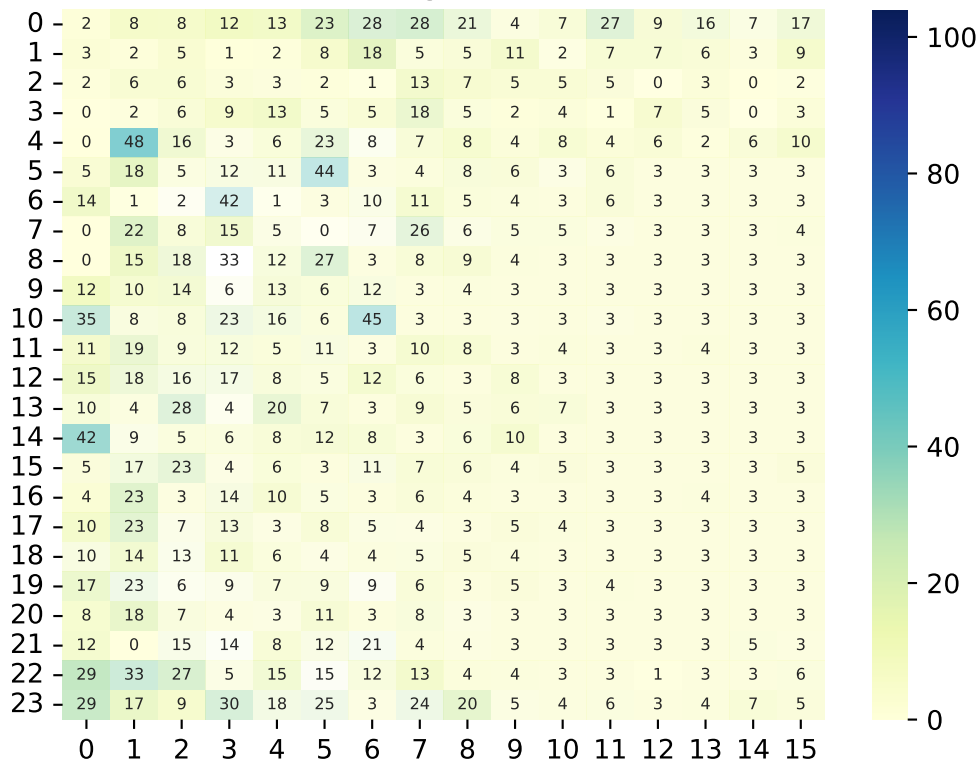 0 2 8 8 12 13 23 28 28 21 4 7 27 9 16 7 17
1 3 2 5 1 2 8 18 5 5 11 2 7 7 6 3 9
2 2 6 6 3 3 2 1 13 7 5 5 5 0 3 0 2
3 0 2 6 9 13 5 5 18 5 2 4 1 7 5 0 3
4 0 48 16 3 6 23 8 7 8 4 8 4 6 2 6 10
5 5 18 5 12 11 44 3 4 8 6 3 6 3 3 3 3
6 14 1 2 42 1 3 10 11 5 4 3 6 3 3 3 3
7 0 22 8 15 5 0 7 26 6 5 5 3 3 3 3 4
8 0 15 18 33 12 27 3 8 9 4 3 3 3 3 3 3
9 12 10 14 6 13 6 12 3 4 3 3 3 3 3 3 3
10 35 8 8 23 16 6 45 3 3 3 3 3 3 3 3 3
11 11 19 9 12 5 11 3 10 8 3 4 3 3 4 3 3
12 15 18 16 17 8 5 12 6 3 8 3 3 3 3 3 3
13 10 4 28 4 20 7 3 9 5 6 7 3 3 3 3 3
14 42 9 5 6 8 12 8 3 6 10 3 3 3 3 3 3
15 5 17 23 4 6 3 11 7 6 4 5 3 3 3 3 5
16 4 23 3 14 10 5 3 6 4 3 3 3 3 4 3 3
17 10 23 7 13 3 8 5 4 3 5 4 3 3 3 3 3
18 10 14 13 11 6 4 4 5 5 4 3 3 3 3 3 3
19 17 23 6 9 7 9 9 6 3 5 3 4 3 3 3 3
20 8 18 7 4 3 11 3 8 3 3 3 3 3 3 3 3
21 12 0 15 14 8 12 21 4 4 3 3 3 3 3 5 3
22 29 33 27 5 15 15 12 13 4 4 3 3 1 3 3 6
23 29 17 9 30 18 25 3 24 20 5 4 6 3 4 7 5
0 1 2 3 4 5 6 7 8 9 10 11 12 13 14 15
100
80
60
40
20
0